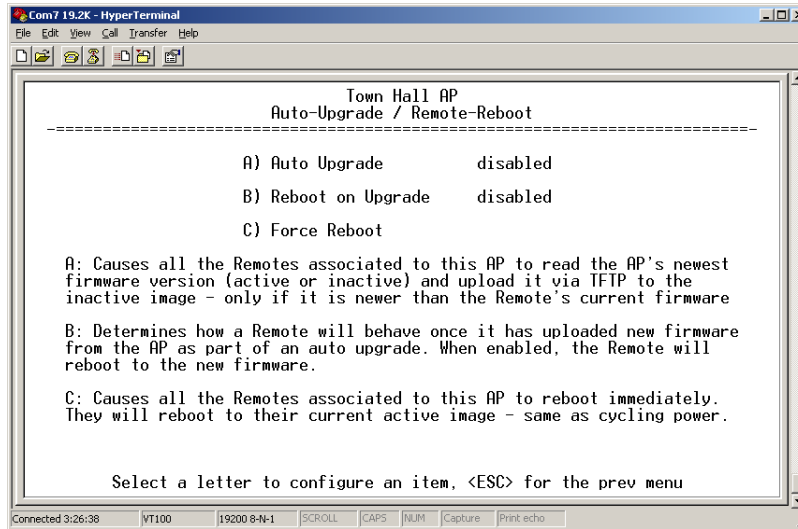 Com7 19.2K - HyperTerminal
File Edit View Call Transfer Help
Town Hall AP
Auto-Upgrade / Remote-Reboot
-==========================================================================-
A) Auto Upgrade disabled
B) Reboot on Upgrade disabled
C) Force Reboot
A: Causes all the Remotes associated to this AP to read the AP's newest
firmware version (active or inactive) and upload it via TFTP to the
inactive image - only if it is newer than the Remote's current firmware
B: Determines how a Remote will behave once it has uploaded new firmware
from the AP as part of an auto upgrade. When enabled, the Remote will
reboot to the new firmware.
C: Causes all the Remotes associated to this AP to reboot immediately.
They will reboot to their current active image - same as cycling power.
Select a letter to configure an item, <ESC> for the prev menu
Connected 3:26:38 VT100 19200 8-N-1 SCROLL CAPS NUM Capture Print echo